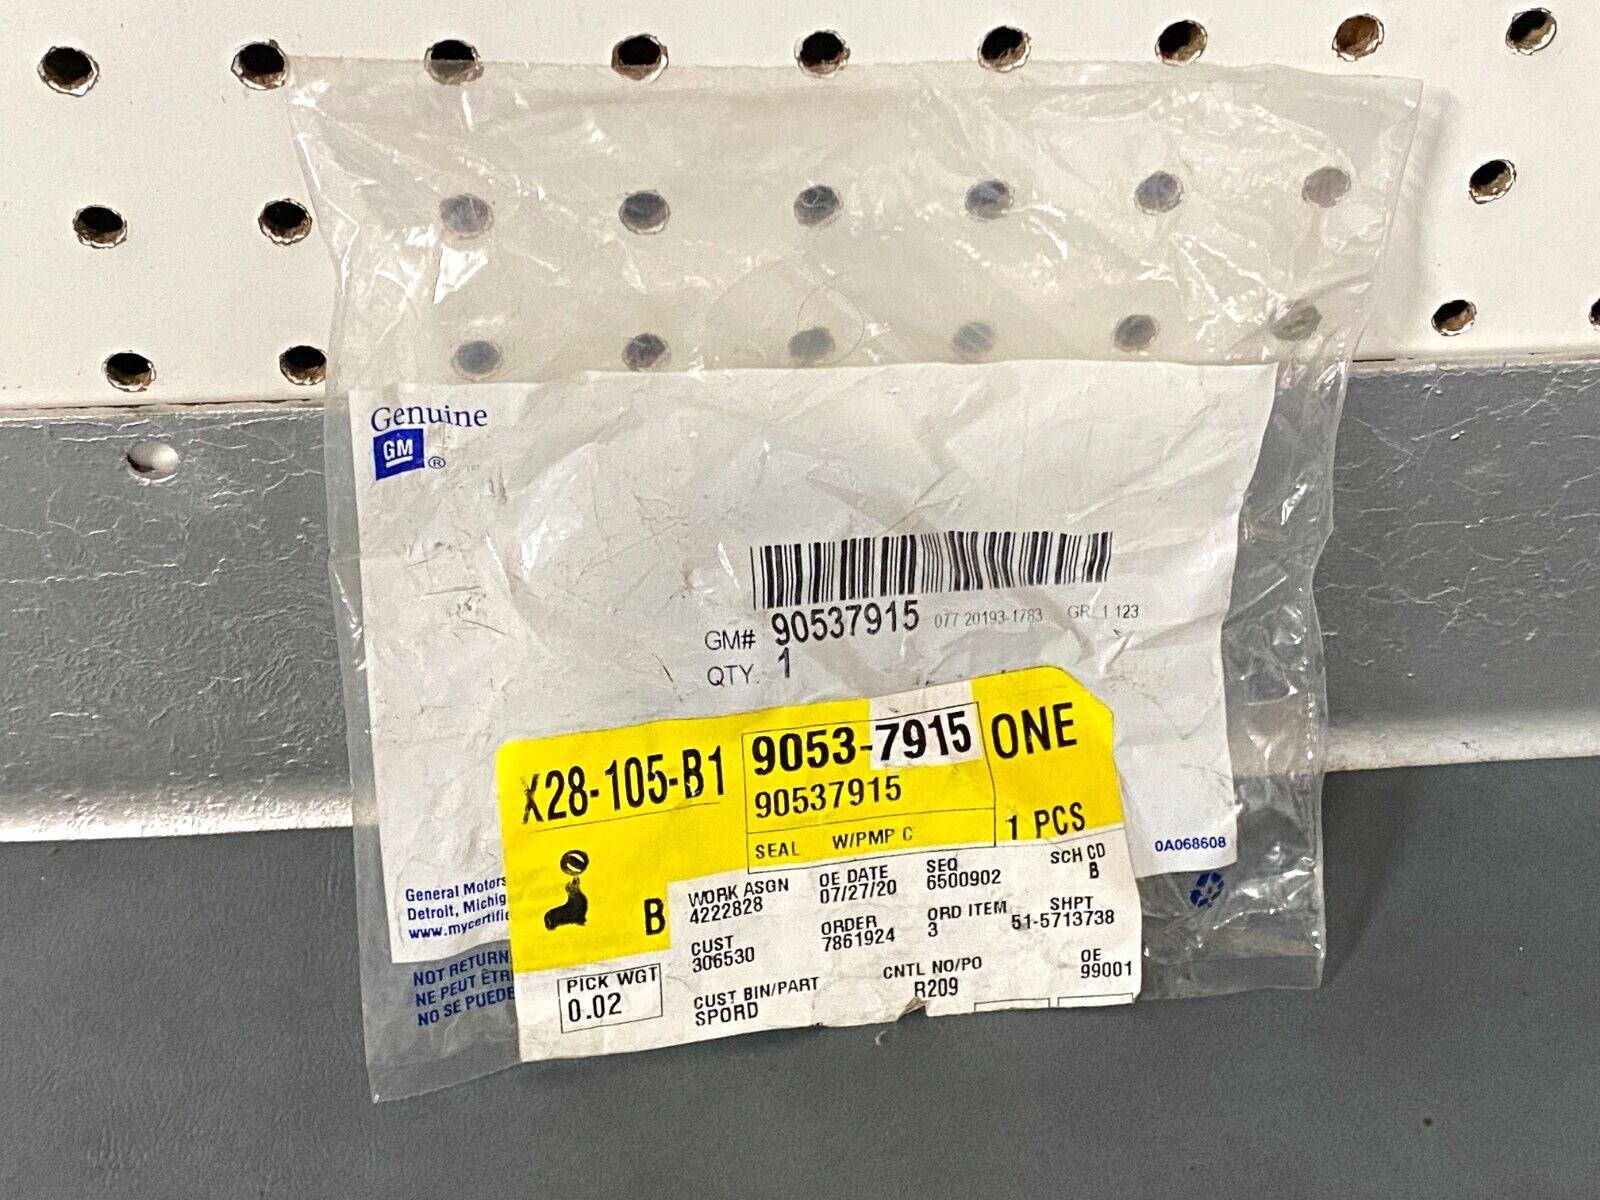 Genuine
GM ®
GM# 90537915 077 20193-1783 GR. 1 123
QTY. 1
X28-105-B1
9053-7915
ONE
90537915
SEAL W/PMP C
1 PCS
0A068608
B
WORK ASGN
4222828
OE DATE
07/27/20
SEQ
6500902
SCH CD
B
CUST
306530
ORDER
7861924
ORD ITEM
3
SHPT
51-5713738
PICK WGT
0.02
CUST BIN/PART
SPORD
CNTL NO/PO
R209
OE
99001
General Motors
Detroit, Michig
www.mycertifie
NOT RETURN
NE PEUT ÊTR
NO SE PUEDE